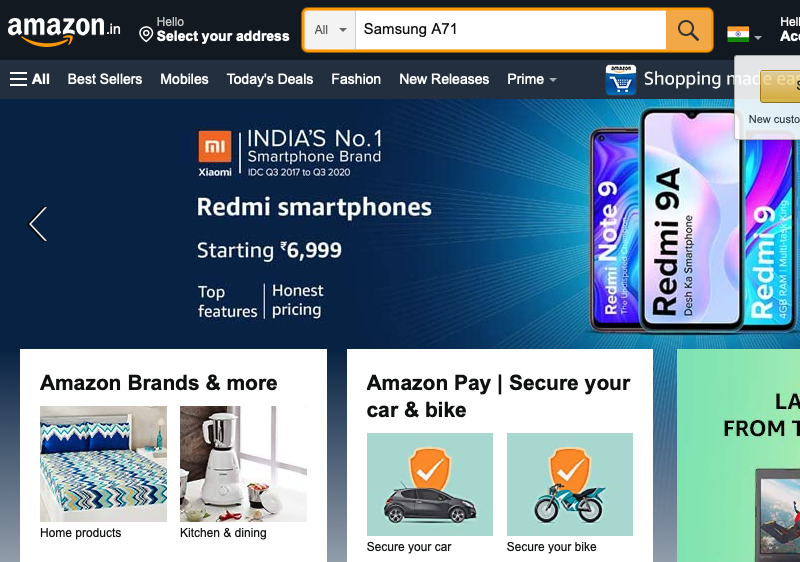 amazon.in
Hello
Select your address
All
Samsung A71
Hell
Acc
All
Best Sellers
Mobiles
Today's Deals
Fashion
New Releases
Prime
amazon
Shopping made eas
S
New custo
mi
Xiaomi
INDIA'S No.1
Smartphone Brand
IDC Q3 2017 to Q3 2020
Redmi smartphones
Starting ₹6,999
Top
features
Honest
pricing
Redmi Note 9
The Undisputed Champion
Redmi 9A
Desh Ka Smartphone
Redmi 9
4GB RAM | Multi-task King
Amazon Brands & more
Home products
Kitchen & dining
Amazon Pay | Secure your
car & bike
Secure your car
Secure your bike
LA
FROM T